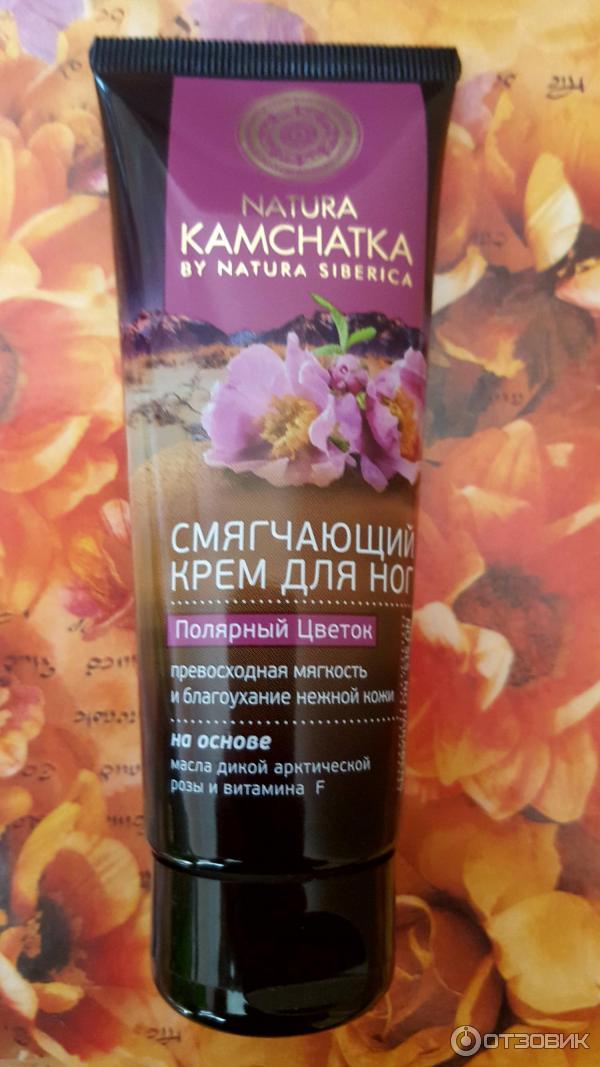 NATURA
KAMCHATKA
BY NATURA SIBERICA
СМЯГЧАЮЩИЙ
КРЕМ ДЛЯ НОГ
Полярный Цветок
превосходная мягкость
и благоухание нежной кожи
на основе
масла дикой арктической
розы и витамина F
ОТЗОВИК